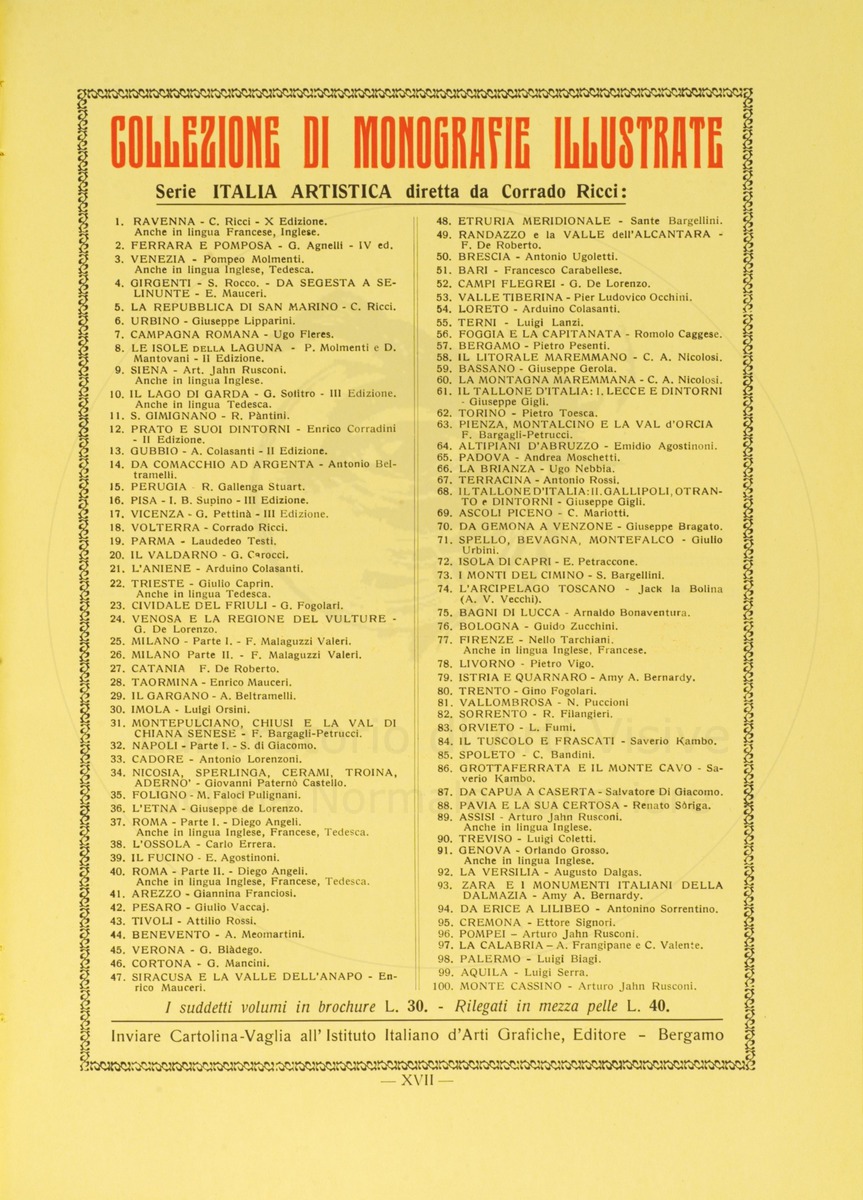 COLLEZIONE DI MONOGRAFIE ILLUSTRATE
Serie ITALIA ARTISTICA diretta da Corrado Ricci:
1. RAVENNA - C. Ricci - X Edizione.
Anche in lingua Francese, Inglese.
2. FERRARA E POMPOSA - G. Agnelli - IV ed.
3. VENEZIA - Pompeo Molmenti.
Anche in lingua Inglese, Tedesca.
4. GIRGENTI - S. Rocco. - DA SEGESTA A SE-
LINUNTE - E. Mauceri.
5. LA REPUBBLICA DI SAN MARINO - C. Ricci.
6. URBINO - Giuseppe Lipparini.
7. CAMPAGNA ROMANA - Ugo Fleres.
8. LE ISOLE DELLA LAGUNA - P. Molmenti e D.
Mantovani - II Edizione.
9. SIENA - Art. Jahn Rusconi.
Anche in lingua Inglese.
10. IL LAGO DI GARDA - G. Solitro - III Edizione.
Anche in lingua Tedesca.
11. S. GIMIGNANO - R. Pàntini.
12. PRATO E SUOI DINTORNI - Enrico Corradini
- II Edizione.
13. GUBBIO - A. Colasanti - II Edizione.
14. DA COMACCHIO AD ARGENTA - Antonio Bel-
tramelli.
15. PERUGIA - R. Gallenga Stuart.
16. PISA - I. B. Supino - III Edizione.
17. VICENZA - G. Pettinà - III Edizione.
18. VOLTERRA - Corrado Ricci.
19. PARMA - Laudedeo Testi.
20. IL VALDARNO - G. Carocci.
21. L'ANIENE - Arduino Colasanti.
22. TRIESTE - Giulio Caprin.
Anche in lingua Tedesca.
23. CIVIDALE DEL FRIULI - G. Fogolari.
24. VENOSA E LA REGIONE DEL VULTURE -
G. De Lorenzo.
25. MILANO - Parte I. - F. Malaguzzi Valeri.
26. MILANO Parte II. - F. Malaguzzi Valeri.
27. CATANIA F. De Roberto.
28. TAORMINA - Enrico Mauceri.
29. IL GARGANO - A. Beltramelli.
30. IMOLA - Luigi Orsini.
31. MONTEPULCIANO, CHIUSI E LA VAL DI
CHIANA SENESE - F. Bargagli-Petrucci.
32. NAPOLI - Parte I. - S. di Giacomo.
33. CADORE - Antonio Lorenzoni.
34. NICOSIA, SPERLINGA, CERAMI, TROINA,
ADERNO' - Giovanni Paternò Castello.
35. FOLIGNO - M. Faloci Pulignani.
36. L'ETNA - Giuseppe de Lorenzo.
37. ROMA - Parte I. - Diego Angeli.
Anche in lingua Inglese, Francese, Tedesca.
38. L'OSSOLA - Carlo Errera.
39. IL FUCINO - E. Agostinoni.
40. ROMA - Parte II. - Diego Angeli.
Anche in lingua Inglese, Francese, Tedesca.
41. AREZZO - Giannina Franciosi.
42. PESARO - Giulio Vaccaj.
43. TIVOLI - Attilio Rossi.
44. BENEVENTO - A. Meomartini.
45. VERONA - G. Biàdego.
46. CORTONA - G. Mancini.
47. SIRACUSA E LA VALLE DELL'ANAPO - En-
rico Mauceri.
48. ETRURIA MERIDIONALE - Sante Bargellini.
49. RANDAZZO e la VALLE dell'ALCANTARA -
F. De Roberto.
50. BRESCIA - Antonio Ugoletti.
51. BARI - Francesco Carabellese.
52. CAMPI FLEGREI - G. De Lorenzo.
53. VALLE TIBERINA - Pier Ludovico Occhini.
54. LORETO - Arduino Colasanti.
55. TERNI - Luigi Lanzi.
56. FOGGIA E LA CAPITANATA - Romolo Caggese.
57. BERGAMO - Pietro Pesenti.
58. IL LITORALE MAREMMANO - C. A. Nicolosi.
59. BASSANO - Giuseppe Gerola.
60. LA MONTAGNA MAREMMANA - C. A. Nicolosi.
61. IL TALLONE D'ITALIA: I. LECCE E DINTORNI
- Giuseppe Gigli.
62. TORINO - Pietro Toesca.
63. PIENZA, MONTALCINO E LA VAL d'ORCIA
F. Bargagli-Petrucci.
64. ALTIPIANI D'ABRUZZO - Emidio Agostinoni.
65. PADOVA - Andrea Moschetti.
66. LA BRIANZA - Ugo Nebbia.
67. TERRACINA - Antonio Rossi.
68. IL TALLONE D'ITALIA: II. GALLIPOLI, OTRAN-
TO e DINTORNI - Giuseppe Gigli.
69. ASCOLI PICENO - C. Mariotti.
70. DA GEMONA A VENZONE - Giuseppe Bragato.
71. SPELLO, BEVAGNA, MONTEFALCO - Giulio
Urbini.
72. ISOLA DI CAPRI - E. Petraccone.
73. I MONTI DEL CIMINO - S. Bargellini.
74. L'ARCIPELAGO TOSCANO - Jack la Bolina
(A. V. Vecchi).
75. BAGNI DI LUCCA - Arnaldo Bonaventura.
76. BOLOGNA - Guido Zucchini.
77. FIRENZE - Nello Tarchiani.
Anche in lingua Inglese, Francese.
78. LIVORNO - Pietro Vigo.
79. ISTRIA E QUARNARO - Amy A. Bernardy.
80. TRENTO - Gino Fogolari.
81. VALLOMBROSA - N. Puccioni
82. SORRENTO - R. Filangieri.
83. ORVIETO - L. Fumi.
84. IL TUSCOLO E FRASCATI - Saverio Kambo.
85. SPOLETO - C. Bandini.
86. GROTTAFERRATA E IL MONTE CAVO - Sa-
verio Kambo.
87. DA CAPUA A CASERTA - Salvatore Di Giacomo.
88. PAVIA E LA SUA CERTOSA - Renato Sòriga.
89. ASSISI - Arturo Jahn Rusconi.
Anche in lingua Inglese.
90. TREVISO - Luigi Coletti.
91. GENOVA - Orlando Grosso.
Anche in lingua Inglese.
92. LA VERSILIA - Augusto Dalgas.
93. ZARA E I MONUMENTI ITALIANI DELLA
DALMAZIA - Amy A. Bernardy.
94. DA ERICE A LILIBEO - Antonino Sorrentino.
95. CREMONA - Ettore Signori.
96. POMPEI – Arturo Jahn Rusconi.
97. LA CALABRIA – A. Frangipane e C. Valente.
98. PALERMO - Luigi Biagi.
99. AQUILA - Luigi Serra.
100. MONTE CASSINO - Arturo Jahn Rusconi.
I suddetti volumi in brochure L. 30. - Rilegati in mezza pelle L. 40.
Inviare Cartolina-Vaglia all'Istituto Italiano d'Arti Grafiche, Editore – Bergamo
— XVII —